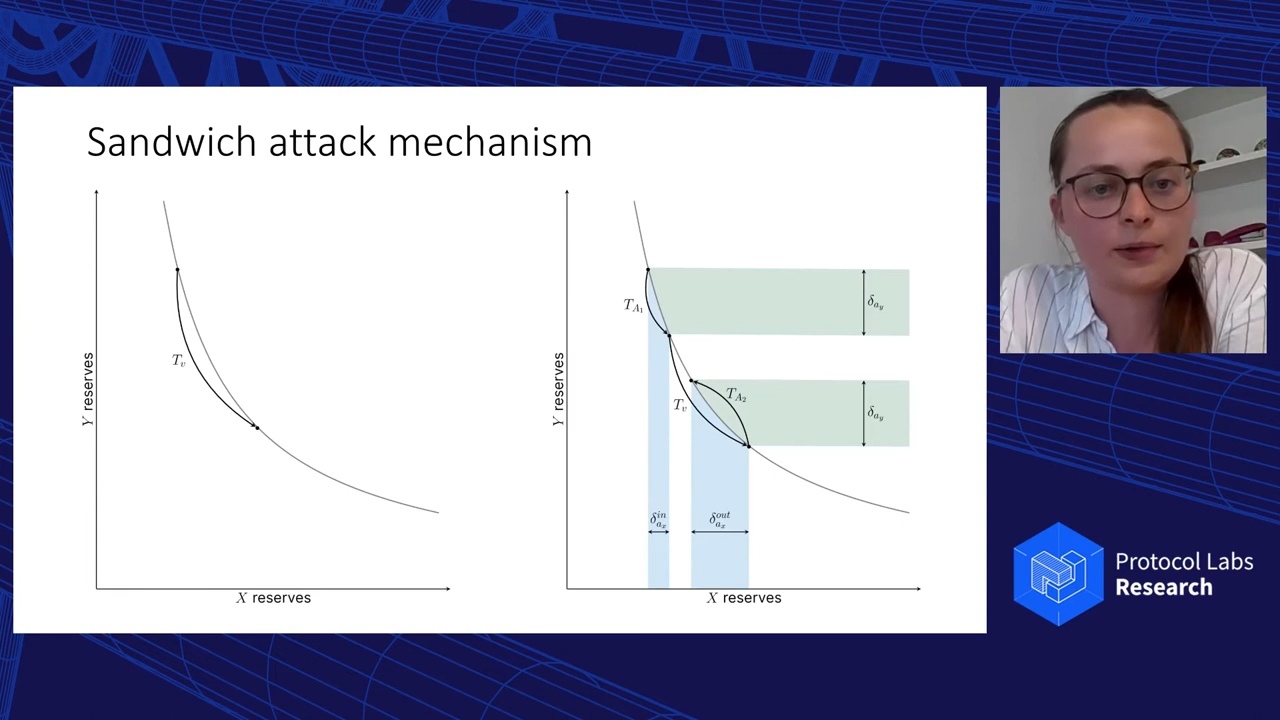 Sandwich attack mechanism
Y reserves
T_v
X reserves
Y reserves
T_{A_1}
T_v
T_{A_2}
δ_{a_y}
δ_{a_y}
δ_{a_x}^{in}
δ_{a_x}^{out}
X reserves
Protocol Labs
Research